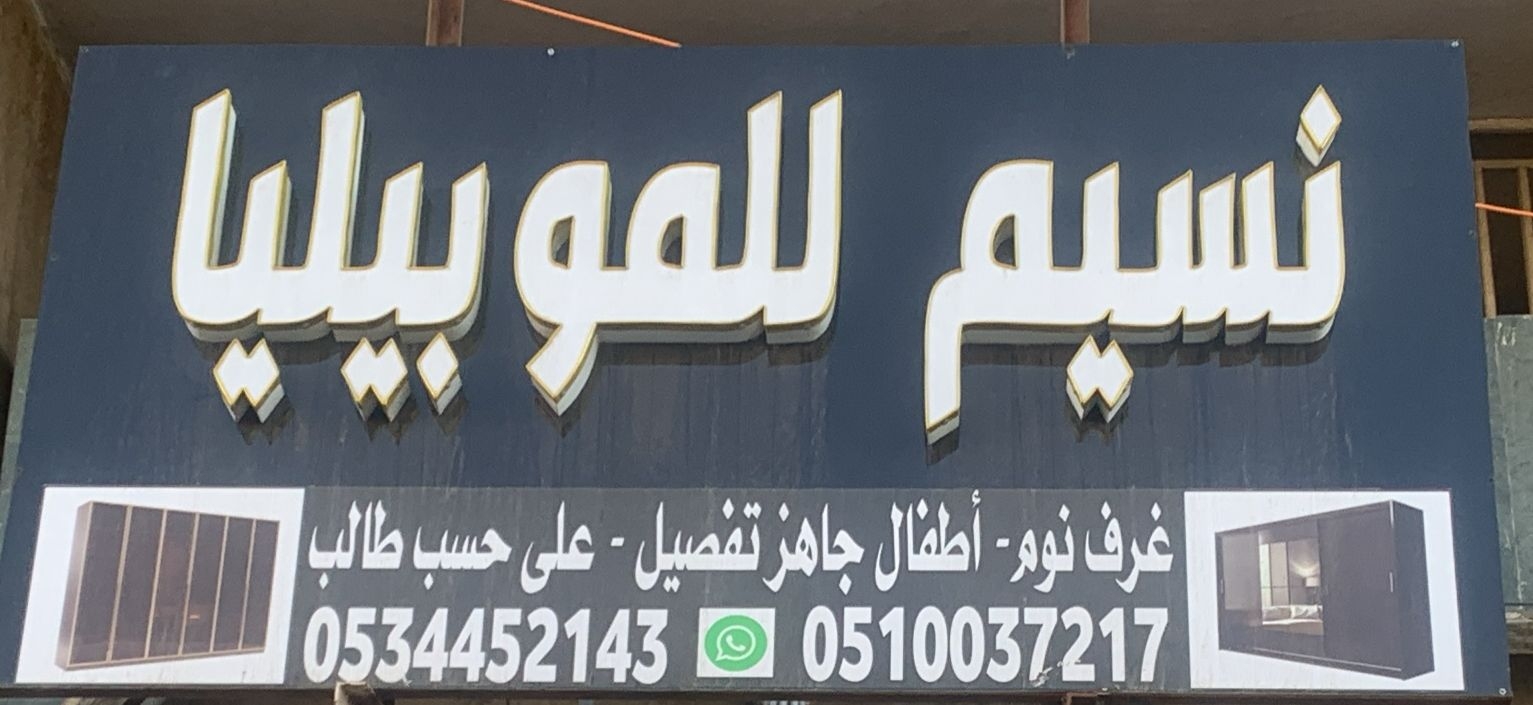 نسيم للموبيليا
غرف نوم - أطفال جاهز تفصيل - على حسب طالب
0534452143 0510037217